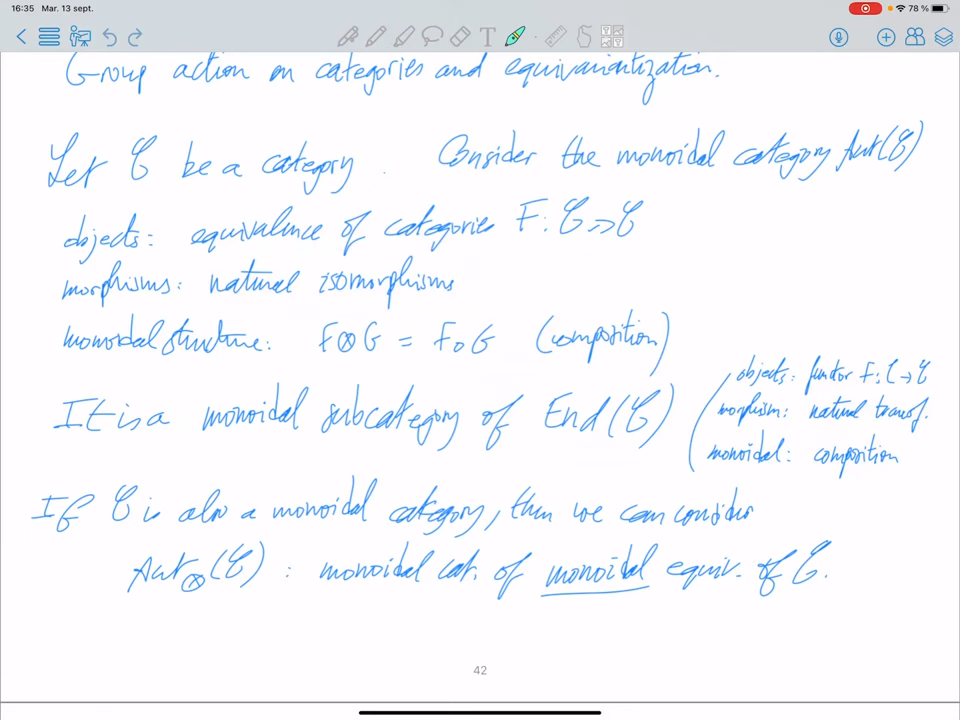 16:35 Mar. 13 sept. 78 %
Group action on categories and equivariantization.
Let 𝒞 be a category. Consider the monoidal category Aut(𝒞)
objects: equivalence of categories F: 𝒞 → 𝒞
morphisms: natural isomorphisms
monoidal structure: F⊗G = F∘G (composition)
It is a monoidal subcategory of End(𝒞)
objects: functor F: 𝒞 → 𝒞
morphism: natural transf.
monoidal: composition
If 𝒞 is also a monoidal category, then we can consider
Aut⊗(𝒞) : monoidal cat. of monoidal equiv. of 𝒞.
42